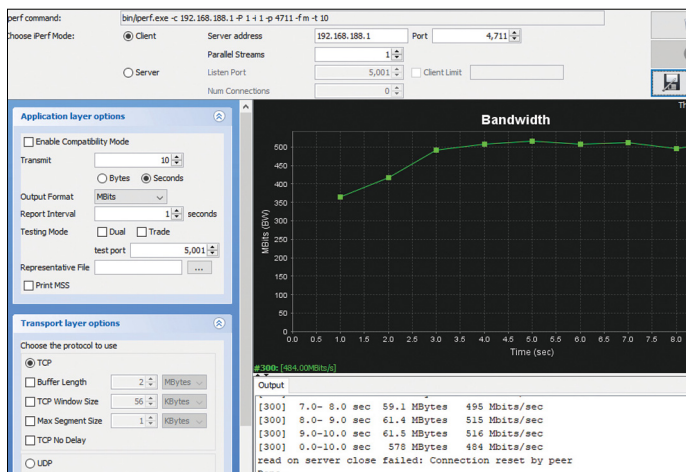 perf command: bin/iperf.exe -c 192.168.188.1 -P 1 -i 1 -p 4711 -f m -t 10
Choose iPerf Mode: Client Server address 192.168.188.1 Port 4,711
Parallel Streams 1
Server Listen Port 5,001 Client Limit
Num Connections 0
Application layer options
Enable Compatibility Mode
Transmit 10
Bytes Seconds
Output Format MBits
Report Interval 1 seconds
Testing Mode Dual Trade
test port 5,001
Representative File ...
Print MSS
Transport layer options
Choose the protocol to use
TCP
Buffer Length 2 MBytes
TCP Window Size 56 KBytes
Max Segment Size 1 KBytes
TCP No Delay
UDP
Th
Bandwidth
MBits (BW)
500
450
400
350
300
250
200
150
100
50
0
0.0 0.5 1.0 1.5 2.0 2.5 3.0 3.5 4.0 4.5 5.0 5.5 6.0 6.5 7.0 7.5 8.0
Time (sec)
#300: [484.00MBits/s]
Output
[300] 7.0- 8.0 sec 59.1 MBytes 495 Mbits/sec
[300] 8.0- 9.0 sec 61.4 MBytes 515 Mbits/sec
[300] 9.0-10.0 sec 61.5 MBytes 516 Mbits/sec
[300] 0.0-10.0 sec 578 MBytes 484 Mbits/sec
read on server close failed: Connection reset by peer